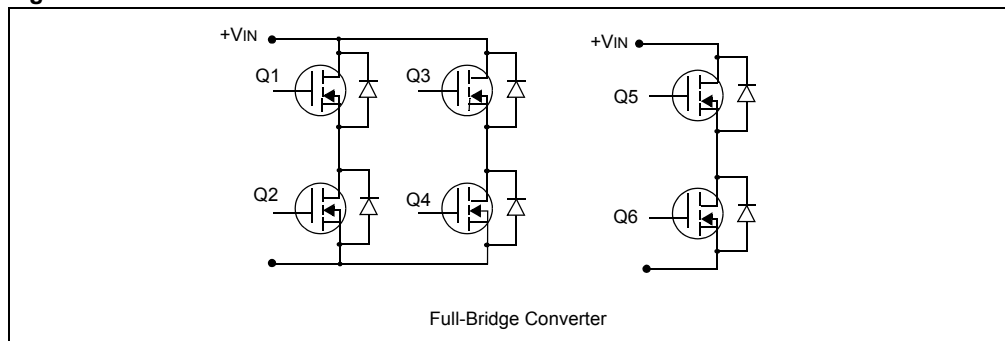 +VIN
+VIN
Q1
Q3
Q5
Q2
Q4
Q6
Full-Bridge Converter